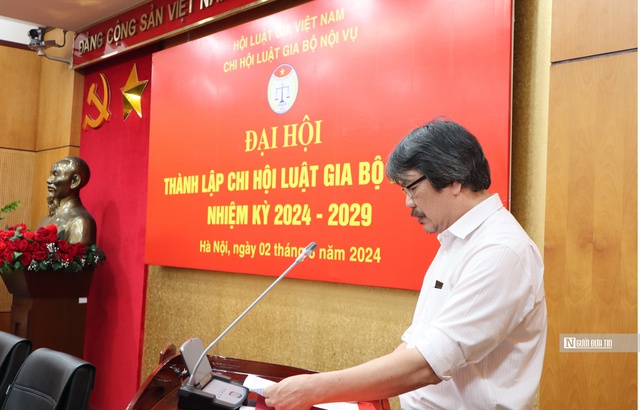 ĐẢNG CỘNG SẢN VIỆT NAM
HỘI LUẬT GIA VIỆT NAM
CHI HỘI LUẬT GIA BỘ NỘI VỤ
ĐẠI HỘI
THÀNH LẬP CHI HỘI LUẬT GIA BỘ
NHIỆM KỲ 2024 - 2029
Hà Nội, ngày 02 tháng năm 2024
NGƯỜI ĐƯA TIN